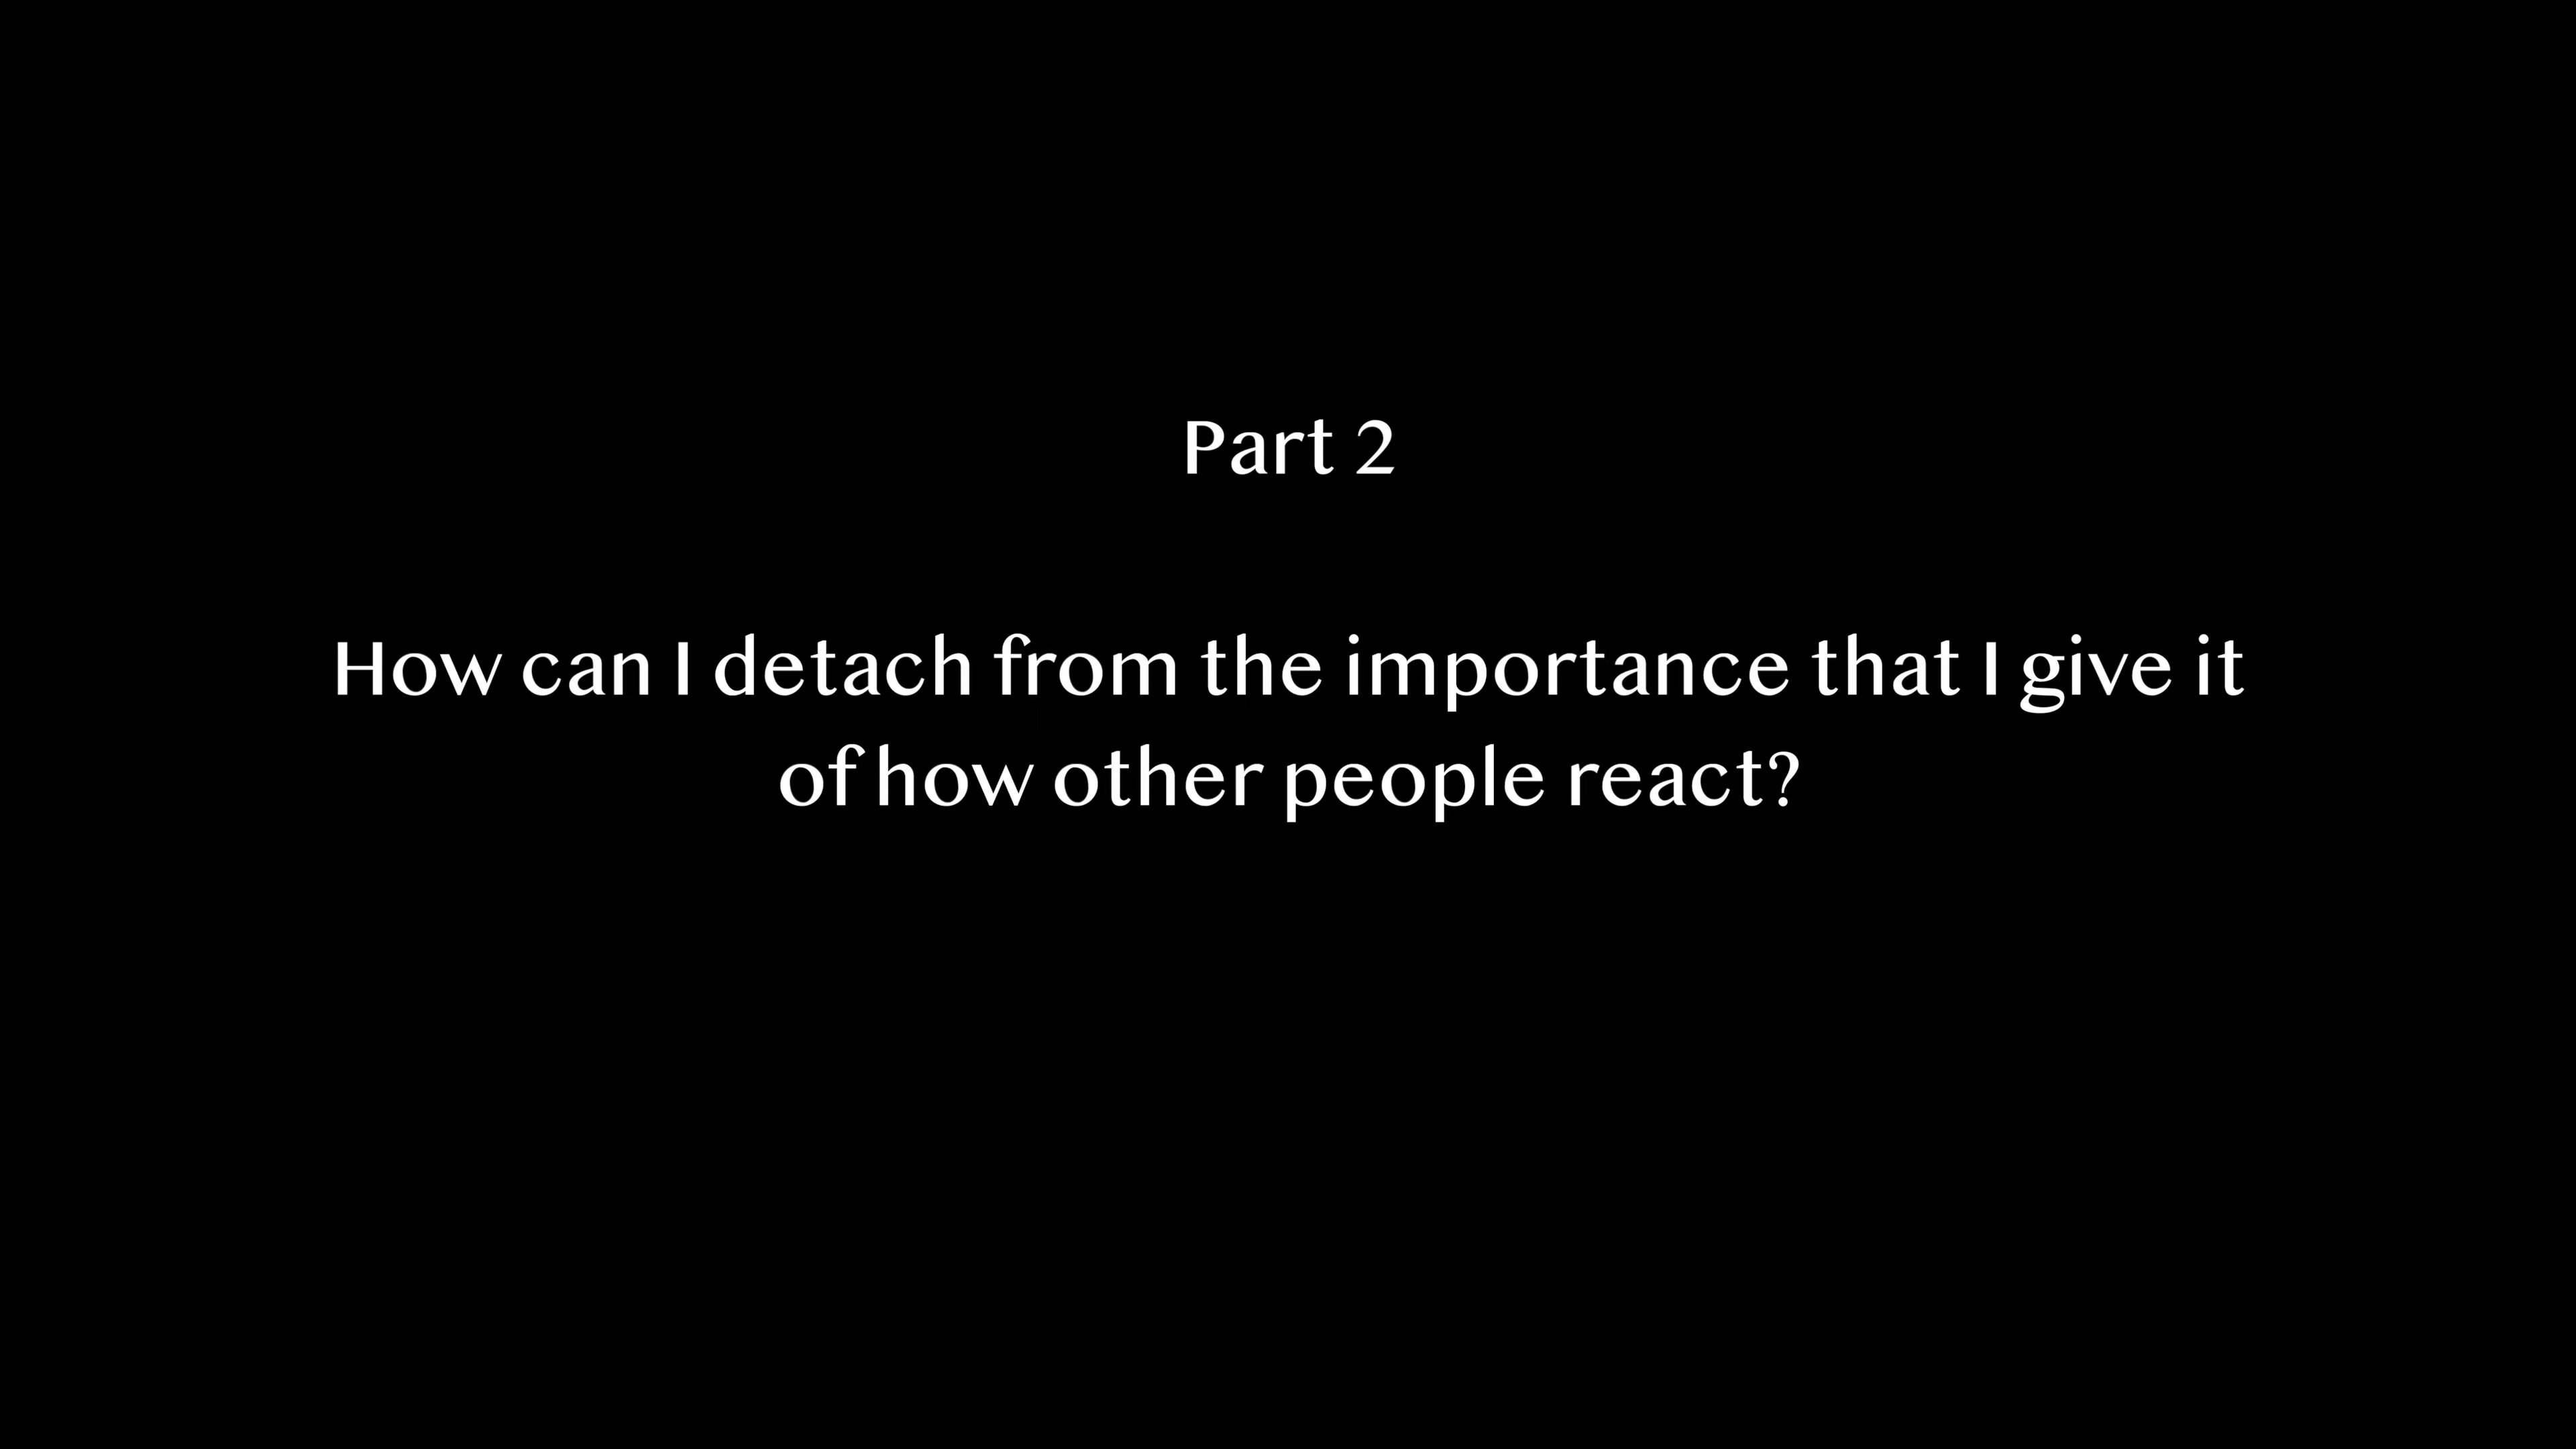 Part 2
How can I detach from the importance that I give it
of how other people react?